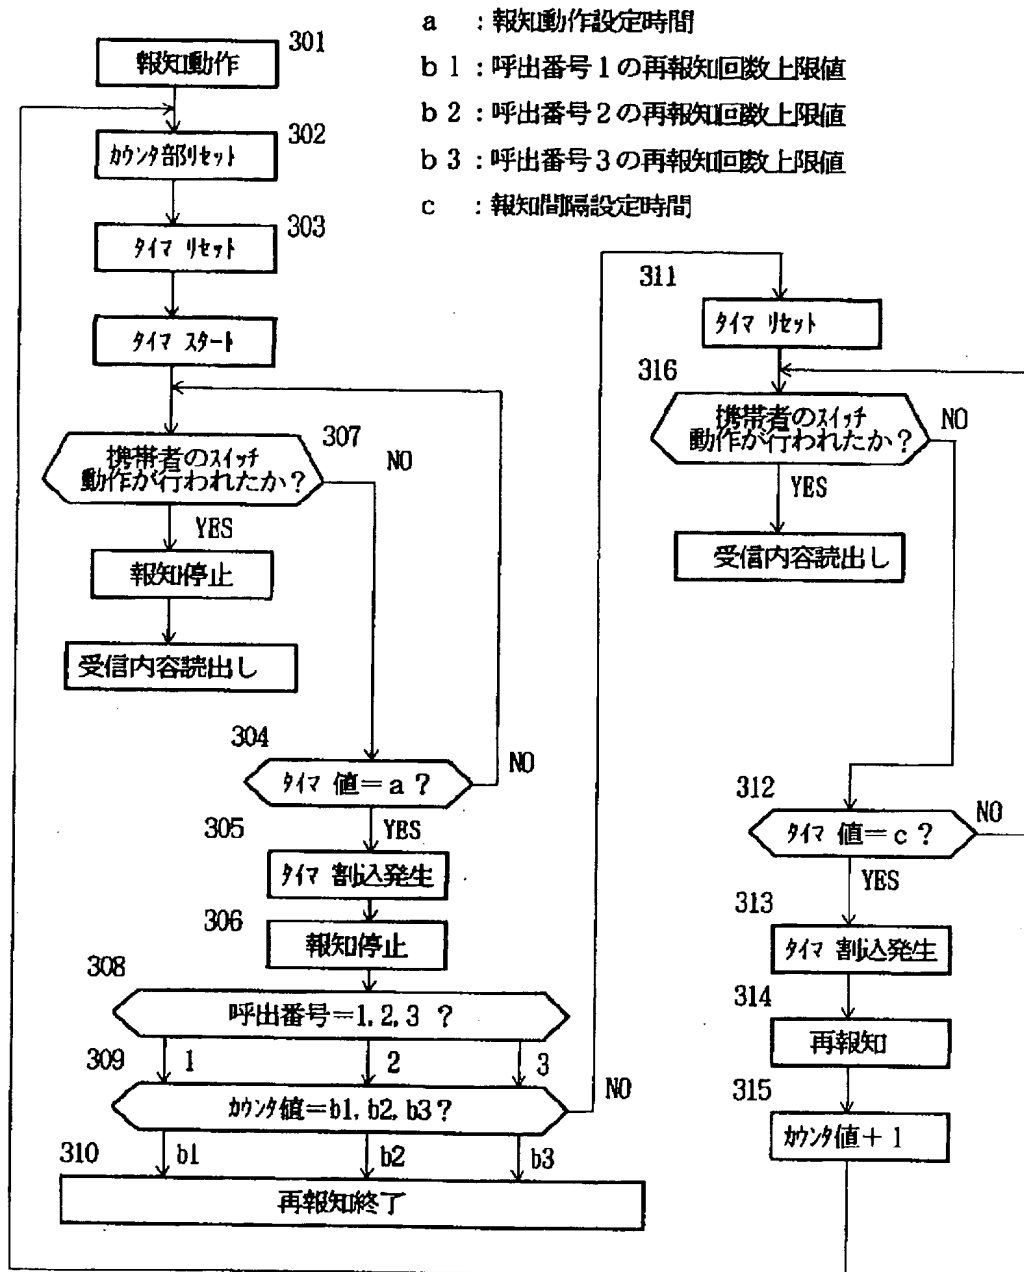 a : 報知動作設定時間
b1 : 呼出番号1の再報知回数上限値
b2 : 呼出番号2の再報知回数上限値
b3 : 呼出番号3の再報知回数上限値
c : 報知間隔設定時間
301
報知動作
302
カウンタ部リセット
303
タイマ リセット
タイマ スタート
307
携帯者のスイッチ
動作が行われたか?
NO
YES
報知停止
受信内容読出し
304
タイマ 値=a?
NO
YES
305
タイマ 割込発生
306
報知停止
308
呼出番号=1,2,3 ?
309
1
2
3
カウンタ値=b1,b2,b3?
NO
310
b1
b2
b3
再報知終了
311
タイマ リセット
316
携帯者のスイッチ
動作が行われたか?
NO
YES
受信内容読出し
312
タイマ 値=c?
NO
YES
313
タイマ 割込発生
314
再報知
315
カウンタ値+1